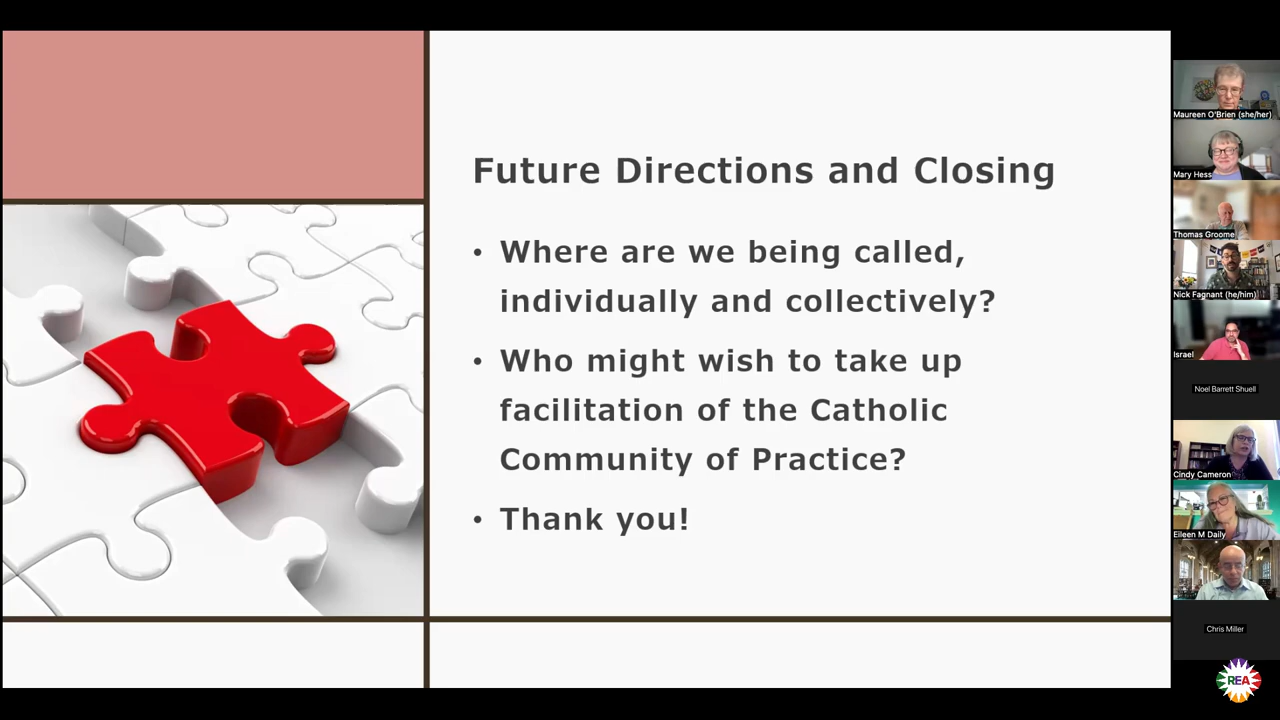 Future Directions and Closing
• Where are we being called,
individually and collectively?
• Who might wish to take up
facilitation of the Catholic
Community of Practice?
• Thank you!
Maureen O'Brien (she/her)
Mary Hess
Thomas Groome
Nick Fagnant (he/him)
Israel
Noel Barrett Shuell
Cindy Cameron
Eileen M Daily
Chris Miller
REA